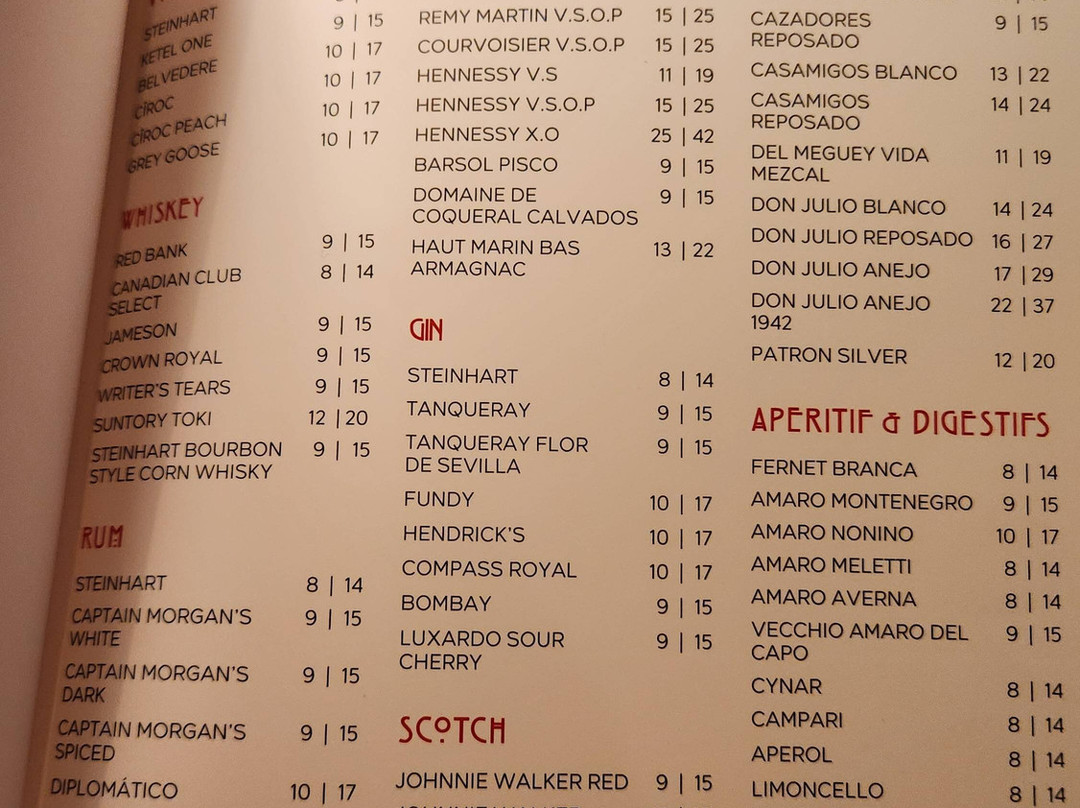 STEINHART
KETEL ONE 9 | 15
BELVEDERE 10 | 17
CÎROC 10 | 17
CÎROC PEACH 10 | 17
GREY GOOSE 10 | 17
WHISKEY
RED BANK 9 | 15
CANADIAN CLUB 8 | 14
SELECT
JAMESON 9 | 15
CROWN ROYAL 9 | 15
WRITER'S TEARS 9 | 15
SUNTORY TOKI 12 | 20
STEINHART BOURBON 9 | 15
STYLE CORN WHISKY
RUM
STEINHART 8 | 14
CAPTAIN MORGAN'S 9 | 15
WHITE
CAPTAIN MORGAN'S 9 | 15
DARK
CAPTAIN MORGAN'S 9 | 15
SPICED
DIPLOMÁTICO 10 | 17
REMY MARTIN V.S.O.P 15 | 25
COURVOISIER V.S.O.P 15 | 25
HENNESSY V.S 11 | 19
HENNESSY V.S.O.P 15 | 25
HENNESSY X.O 25 | 42
BARSOL PISCO 9 | 15
DOMAINE DE 9 | 15
COQUERAL CALVADOS
HAUT MARIN BAS 13 | 22
ARMAGNAC
GIN
STEINHART 8 | 14
TANQUERAY 9 | 15
TANQUERAY FLOR 9 | 15
DE SEVILLA
FUNDY 10 | 17
HENDRICK'S 10 | 17
COMPASS ROYAL 10 | 17
BOMBAY 9 | 15
LUXARDO SOUR 9 | 15
CHERRY
SCOTCH
JOHNNIE WALKER RED 9 | 15
CAZADORES 9 | 15
REPOSADO
CASAMIGOS BLANCO 13 | 22
CASAMIGOS 14 | 24
REPOSADO
DEL MEGUEY VIDA 11 | 19
MEZCAL
DON JULIO BLANCO 14 | 24
DON JULIO REPOSADO 16 | 27
DON JULIO ANEJO 17 | 29
DON JULIO ANEJO 22 | 37
1942
PATRON SILVER 12 | 20
APERITIF & DIGESTIFS
FERNET BRANCA 8 | 14
AMARO MONTENEGRO 9 | 15
AMARO NONINO 10 | 17
AMARO MELETTI 8 | 14
AMARO AVERNA 8 | 14
VECCHIO AMARO DEL 9 | 15
CAPO
CYNAR 8 | 14
CAMPARI 8 | 14
APEROL 8 | 14
LIMONCELLO 8 | 14